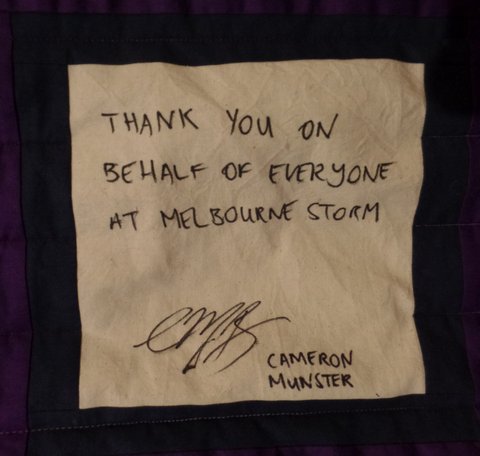 THANK YOU ON
BEHALF OF EVERYONE
AT MELBOURNE STORM
CAMERON
MUNSTER